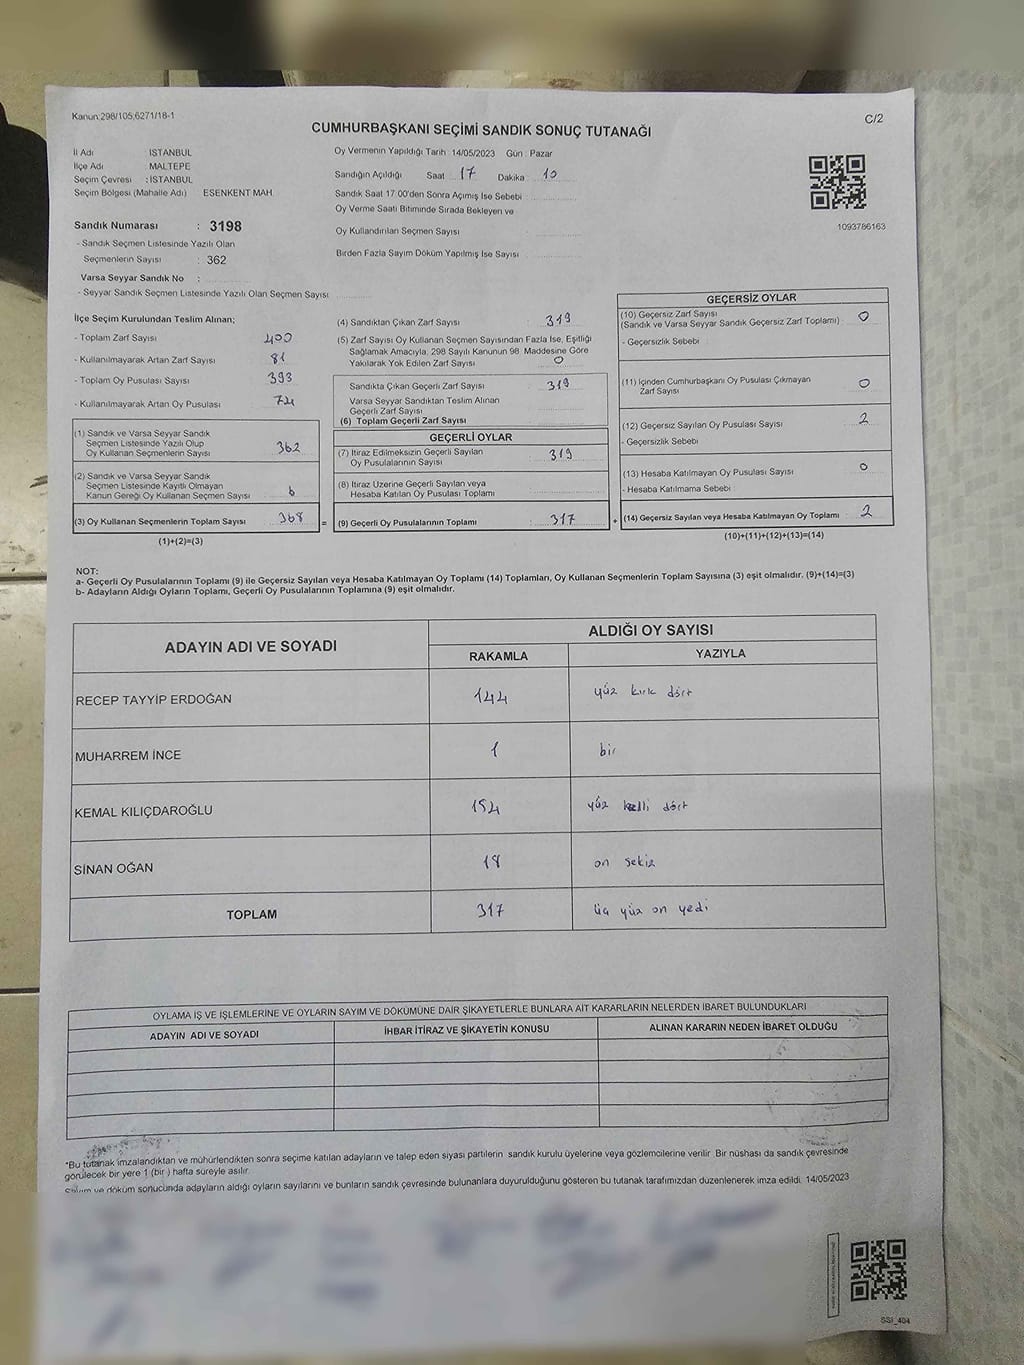 Kanun:298/105,6271/18-1
C/2
CUMHURBAŞKANI SEÇİMİ SANDIK SONUÇ TUTANAĞI
İl Adı : İSTANBUL
İlçe Adı : MALTEPE
Seçim Çevresi : İSTANBUL
Seçim Bölgesi (Mahalle Adı) ESENKENT MAH.
Sandık Numarası : 3198
- Sandık Seçmen Listesinde Yazılı Olan
Seçmenlerin Sayısı : 362
Varsa Seyyar Sandık No :
- Seyyar Sandık Seçmen Listesinde Yazılı Olan Seçmen Sayısı
Oy Vermenin Yapıldığı Tarih : 14/05/2023 Gün : Pazar
Sandığın Açıldığı Saat : 17 Dakika : 10
Sandık Saat 17:00'den Sonra Açımış İse Sebebi :
Oy Verme Saati Bitiminde Sırada Bekleyen ve
Oy Kullandırılan Seçmen Sayısı :
Birden Fazla Sayım Döküm Yapılmış İse Sayısı :
1093786163
İlçe Seçim Kurulundan Teslim Alınan;
- Toplam Zarf Sayısı : 400
- Kullanılmayarak Artan Zarf Sayısı : 81
- Toplam Oy Pusulası Sayısı : 393
- Kullanılmayarak Artan Oy Pusulası : 74
(1) Sandık ve Varsa Seyyar Sandık
Seçmen Listesinde Yazılı Olup
Oy Kullanan Seçmenlerin Sayısı : 362
(2) Sandık ve Varsa Seyyar Sandık
Seçmen Listesinde Kayıtlı Olmayan
Kanun Gereği Oy Kullanan Seçmen Sayısı : 6
(3) Oy Kullanan Seçmenlerin Toplam Sayısı : 368 =
(1)+(2)=(3)
(4) Sandıktan Çıkan Zarf Sayısı : 319
(5) Zarf Sayısı Oy Kullanan Seçmen Sayısından Fazla İse, Eşitliği
Sağlamak Amacıyla, 298 Sayılı Kanunun 98. Maddesine Göre
Yakılarak Yok Edilen Zarf Sayısı : 0
Sandıkta Çıkan Geçerli Zarf Sayısı : 319
Varsa Seyyar Sandıktan Teslim Alınan
Geçerli Zarf Sayısı
(6) Toplam Geçerli Zarf Sayısı
GEÇERLİ OYLAR
(7) İtiraz Edilmeksizin Geçerli Sayılan
Oy Pusulalarının Sayısı : 319
(8) İtiraz Üzerine Geçerli Sayılan veya
Hesaba Katılan Oy Pusulası Toplamı
(9) Geçerli Oy Pusulalarının Toplamı : 317 +
GEÇERSİZ OYLAR
(10) Geçersiz Zarf Sayısı : 0
(Sandık ve Varsa Seyyar Sandık Geçersiz Zarf Toplamı)
- Geçersizlik Sebebi :
(11) İçinden Cumhurbaşkanı Oy Pusulası Çıkmayan
Zarf Sayısı : 0
(12) Geçersiz Sayılan Oy Pusulası Sayısı : 2
- Geçersizlik Sebebi :
(13) Hesaba Katılmayan Oy Pusulası Sayısı : 0
- Hesaba Katılmama Sebebi :
(14) Geçersiz Sayılan veya Hesaba Katılmayan Oy Toplamı : 2
(10)+(11)+(12)+(13)=(14)
NOT:
a- Geçerli Oy Pusulalarının Toplamı (9) ile Geçersiz Sayılan veya Hesaba Katılmayan Oy Toplamı (14) Toplamları, Oy Kullanan Seçmenlerin Toplam Sayısına (3) eşit olmalıdır. (9)+(14)=(3)
b- Adayların Aldığı Oyların Toplamı, Geçerli Oy Pusulalarının Toplamına (9) eşit olmalıdır.
ADAYIN ADI VE SOYADI
ALDIĞI OY SAYISI
RAKAMLA YAZIYLA
RECEP TAYYİP ERDOĞAN 144 yüz kırk dört
MUHARREM İNCE 1 bir
KEMAL KILIÇDAROĞLU 154 yüz elli dört
SİNAN OĞAN 18 on sekiz
TOPLAM 317 üç yüz on yedi
OYLAMA İŞ VE İŞLEMLERİNE VE OYLARIN SAYIM VE DÖKÜMÜNE DAİR ŞİKAYETLERLE BUNLARA AİT KARARLARIN NELERDEN İBARET BULUNDUKLARI
ADAYIN ADI VE SOYADI İHBAR İTİRAZ VE ŞİKAYETİN KONUSU ALINAN KARARIN NEDEN İBARET OLDUĞU
*Bu tutanak imzalandıktan ve mühürlendikten sonra seçime katılan adayların ve talep eden siyasi partilerin sandık kurulu üyelerine veya gözlemcilerine verilir. Bir nüshası da sandık çevresinde
görülecek bir yere 1 (bir ) hafta süreyle asılır.
Sayım ve döküm sonucunda adayların aldığı oyların sayılarını ve bunların sandık çevresinde bulunanlara duyurulduğunu gösteren bu tutanak tarafımızdan düzenlenerek imza edildi. 14/05/2023
SSI_404